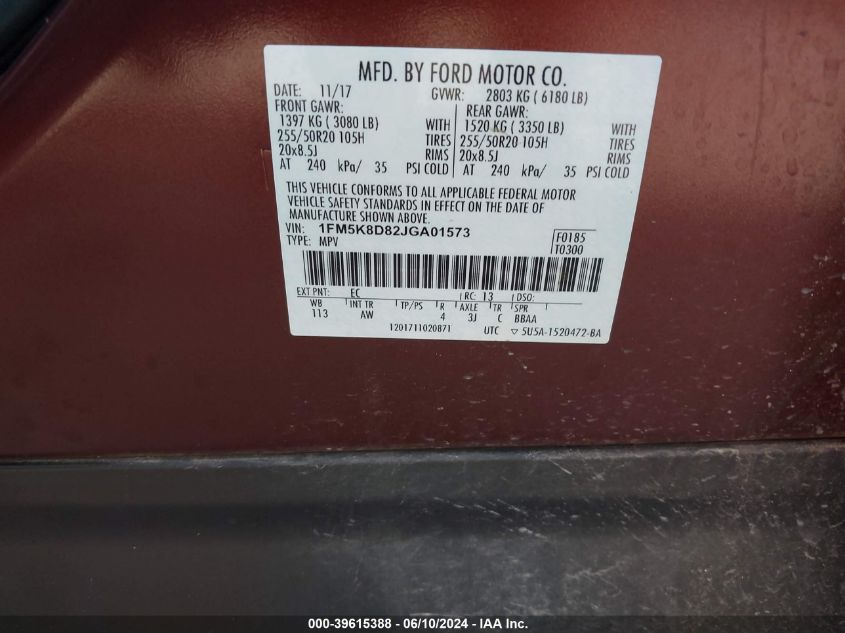 MFD. BY FORD MOTOR CO.
DATE: 11/17 GVWR: 2803 KG ( 6180 LB)
FRONT GAWR: REAR GAWR:
1397 KG ( 3080 LB) WITH 1520 KG ( 3350 LB) WITH
255/50R20 105H TIRES 255/50R20 105H TIRES
20x8.5J RIMS 20x8.5J RIMS
AT 240 kPa/ 35 PSI COLD AT 240 kPa/ 35 PSI COLD
THIS VEHICLE CONFORMS TO ALL APPLICABLE FEDERAL MOTOR
VEHICLE SAFETY STANDARDS IN EFFECT ON THE DATE OF
MANUFACTURE SHOWN ABOVE.
VIN: 1FM5K8D82JGA01573 F0185
TYPE: MPV T0300
EXT PNT: EC RC: 13 DSO:
WB INT TR TP/PS R AXLE TR SPR
113 AW 4 3J C BBAA
1201711020871 UTC ▽ 5U5A-1520472-BA
000-39615388 - 06/10/2024 - IAA Inc.